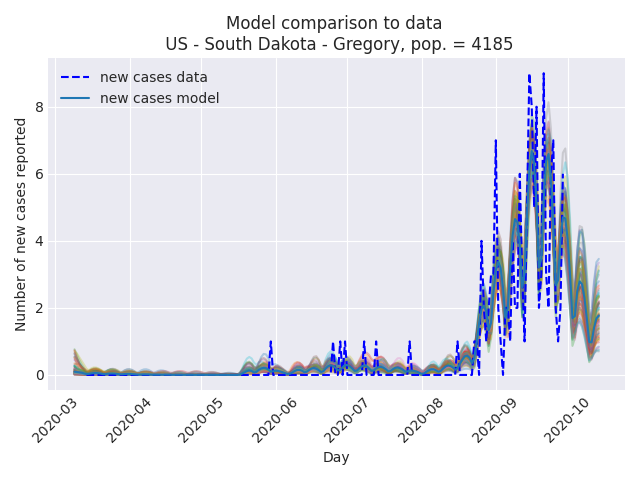 Model comparison to data
US - South Dakota - Gregory, pop. = 4185
new cases data
new cases model
Number of new cases reported
8
6
4
2
0
2020-03
2020-04
2020-05
2020-06
2020-07
2020-08
2020-09
2020-10
Day